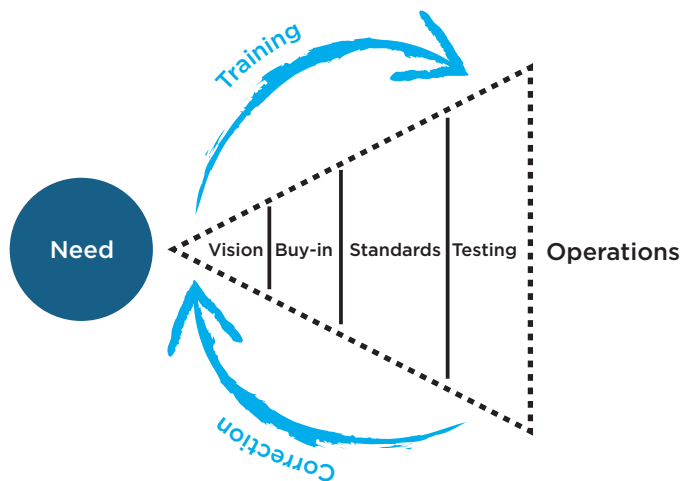 Training
Need
Vision
Buy-in
Standards
Testing
Operations
Correction